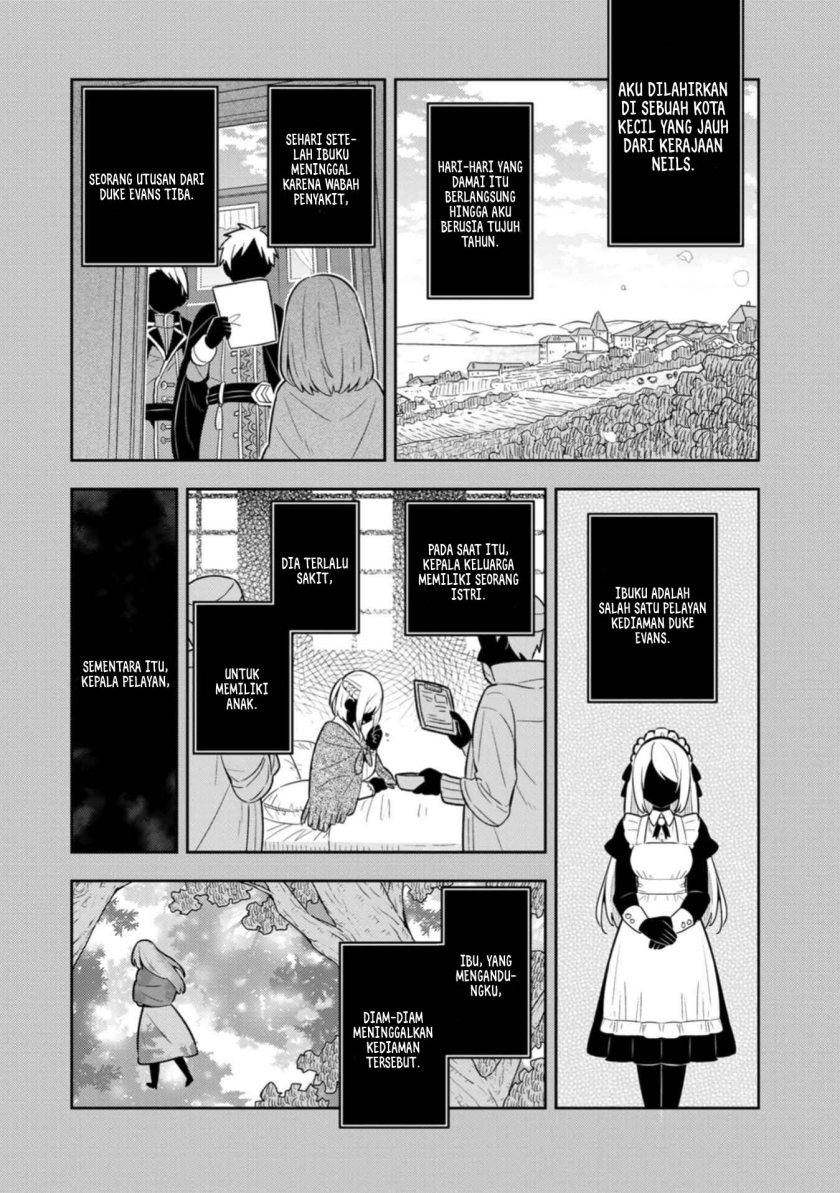 AKU DILAHIRKAN
DI SEBUAH KOTA
KECIL YANG JAUH
DARI KERAJAAN
NEILS.
HARI-HARI YANG
DAMAI ITU
BERLANGSUNG
HINGGA AKU
BERUSIA TUJUH
TAHUN.
SEHARI SETE-
LAH IBUKU
MENINGGAL
KARENA WABAH
PENYAKIT,
SEORANG UTUSAN DARI
DUKE EVANS TIBA.
IBUKU ADALAH
SALAH SATU PELAYAN
KEDIAMAN DUKE
EVANS.
PADA SAAT ITU,
KEPALA KELUARGA
MEMILIKI SEORANG
ISTRI.
DIA TERLALU
SAKIT,
UNTUK
MEMILIKI
ANAK.
SEMENTARA ITU,
KEPALA PELAYAN,
IBU, YANG
MENGANDU-
NGKU,
DIAM-DIAM
MENINGGALKAN
KEDIAMAN
TERSEBUT.